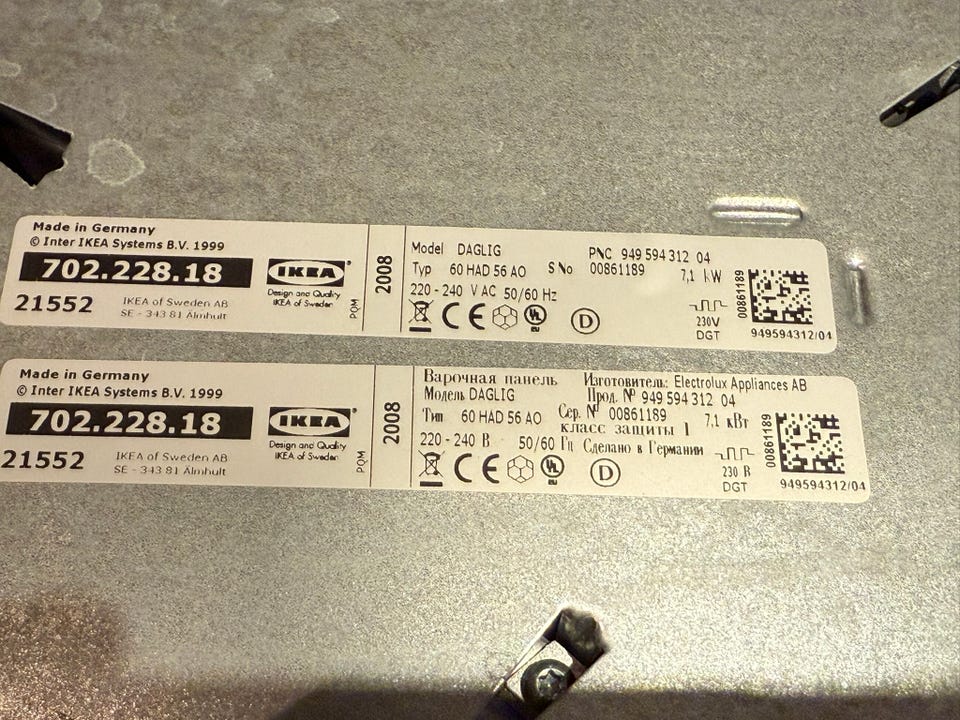 Made in Germany
© Inter IKEA Systems B.V. 1999
702.228.18
21552
IKEA of Sweden AB
SE - 343 81 Älmhult
IKEA®
Design and Quality
IKEA of Sweden
PQM
2008
Model DAGLIG PNC 949 594 312 04
Typ 60 HAD 56 AO S No 00861189 7,1 kW
220 - 240 V AC 50/60 Hz
CE
UL
D
230V
DGT
00861189
949594312/04
Made in Germany
© Inter IKEA Systems B.V. 1999
702.228.18
21552
IKEA of Sweden AB
SE - 343 81 Älmhult
IKEA®
Design and Quality
IKEA of Sweden
PQM
2008
Варочная панель Изготовитель: Electrolux Appliances AB
Модель DAGLIG Прод. № 949 594 312 04
Тип 60 HAD 56 AO Сер. № 00861189 7,1 кВт
класс защиты I
220 - 240 В 50/60 Гц Сделано в Германии
CE
UL
D
230 В
DGT
00861189
949594312/04